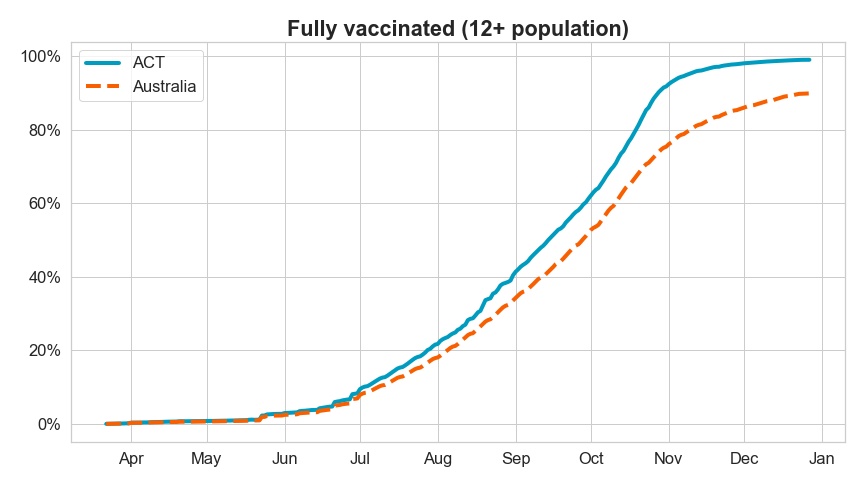 Fully vaccinated (12+ population)
ACT
Australia
100%
80%
60%
40%
20%
0%
Apr May Jun Jul Aug Sep Oct Nov Dec Jan